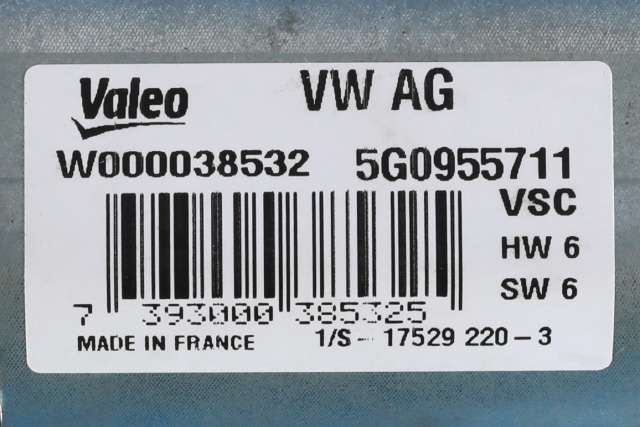 Valeo VW AG
W000038532 5G0955711
VSC
HW 6
SW 6
7 393000 385325
MADE IN FRANCE 1/S - 17529 220-3